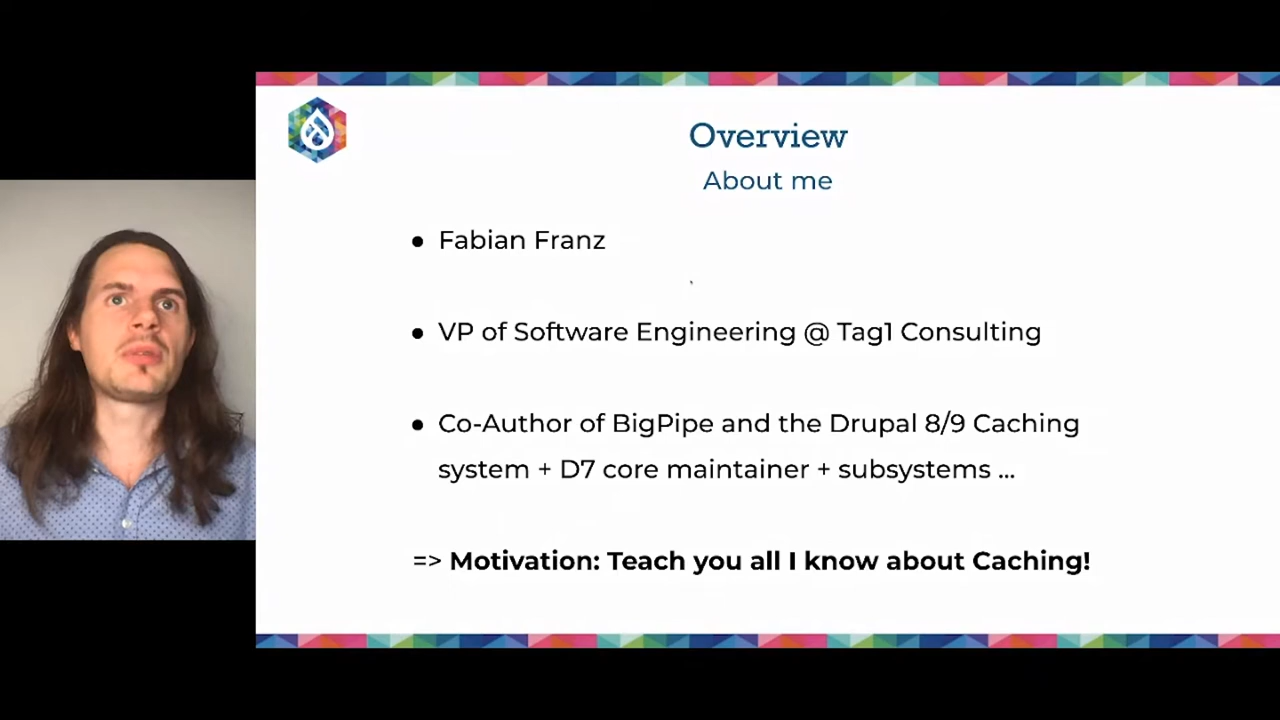 Overview
About me
● Fabian Franz
● VP of Software Engineering @ Tag1 Consulting
● Co-Author of BigPipe and the Drupal 8/9 Caching
system + D7 core maintainer + subsystems ...
=> Motivation: Teach you all I know about Caching!